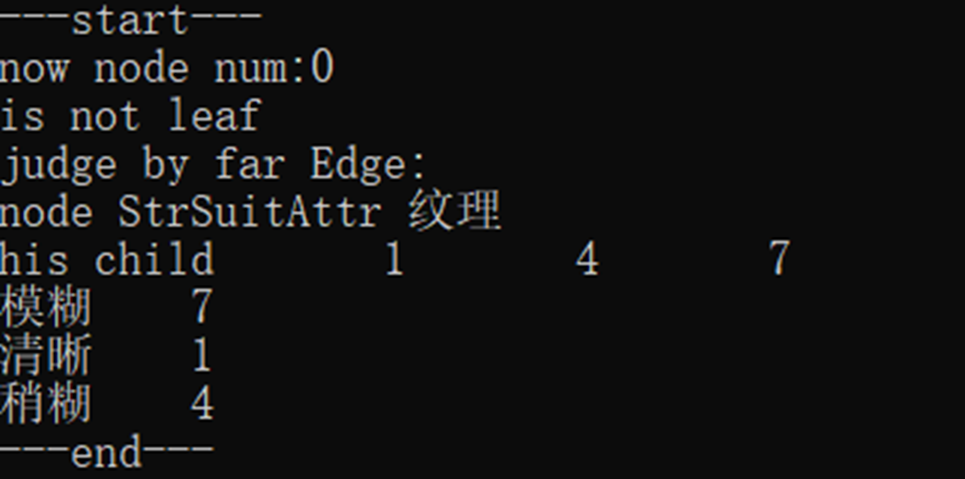 ---start---
now node num:0
is not leaf
judge by far Edge:
node StrSuitAttr 纹理
his child 1 4 7
模糊 7
清晰 1
稍糊 4
---end---